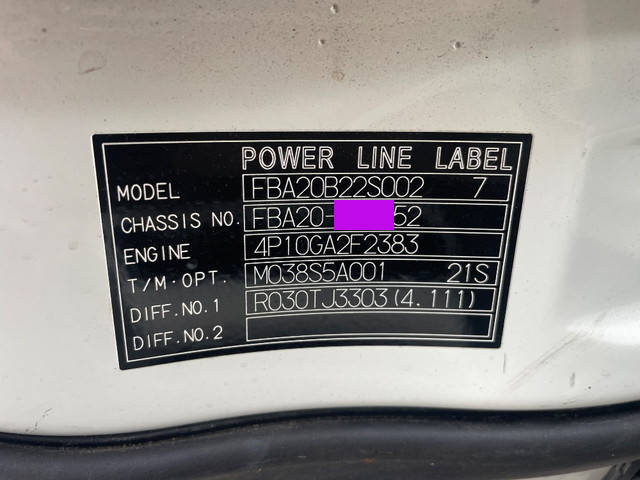 POWER LINE LABEL
MODEL FBA20B22S002 7
CHASSIS NO. FBA20- 52
ENGINE 4P10GA2F2383
T/M·OPT. M038S5A001 21S
DIFF.NO.1 R030TJ3303(4.111)
DIFF.NO.2